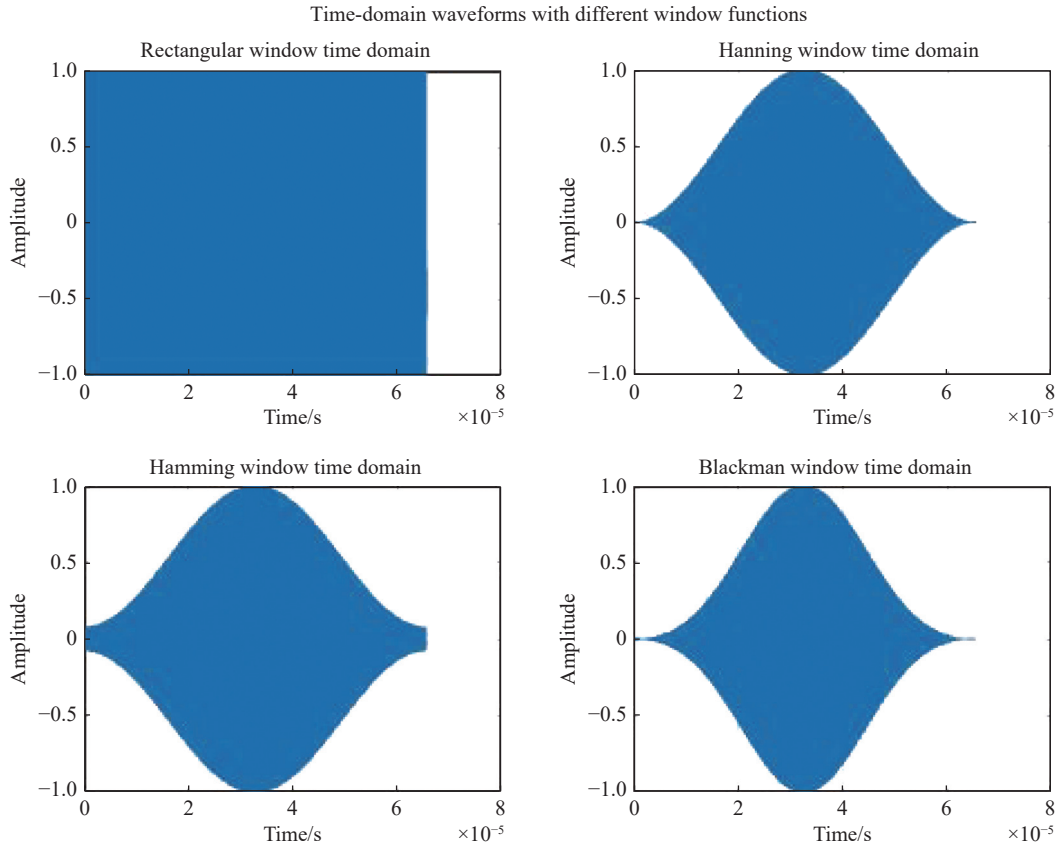 Time-domain waveforms with different window functions
Rectangular window time domain
1.0
0.5
0
−0.5
−1.0
Amplitude
0 2 4 6 8
×10⁻⁵
Time/s
Hanning window time domain
1.0
0.5
0
−0.5
−1.0
Amplitude
0 2 4 6 8
×10⁻⁵
Time/s
Hamming window time domain
1.0
0.5
0
−0.5
−1.0
Amplitude
0 2 4 6 8
×10⁻⁵
Time/s
Blackman window time domain
1.0
0.5
0
−0.5
−1.0
Amplitude
0 2 4 6 8
×10⁻⁵
Time/s